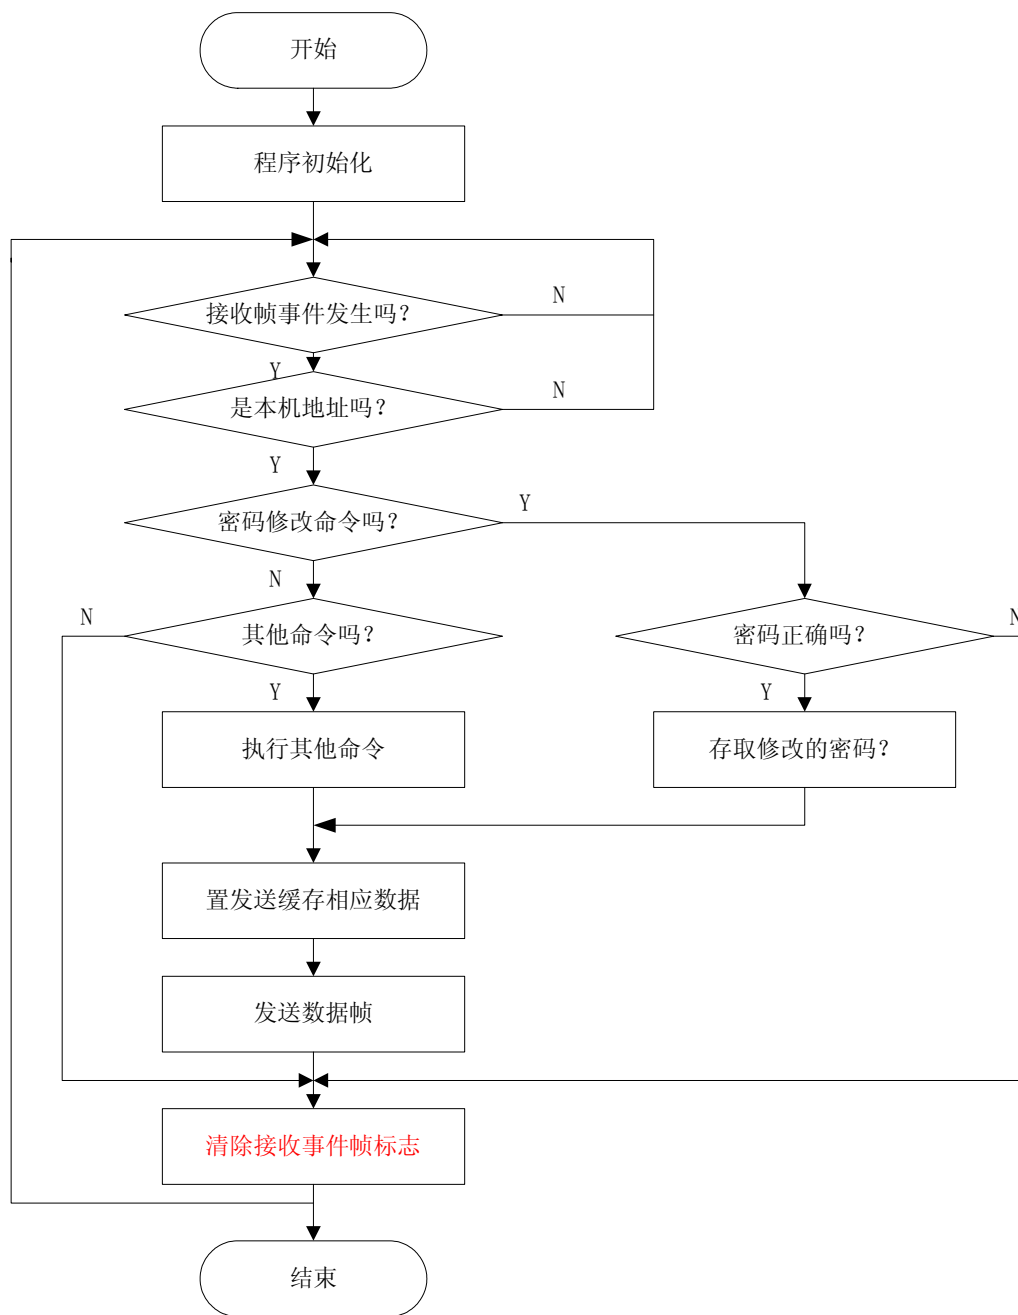 开始
程序初始化
接收帧事件发生吗？
N
Y
是本机地址吗？
N
Y
密码修改命令吗？
Y
N
N
其他命令吗？
密码正确吗？
N
Y
Y
执行其他命令
存取修改的密码？
置发送缓存相应数据
发送数据帧
清除接收事件帧标志
结束